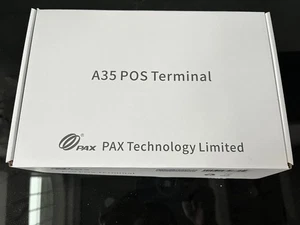 A35 POS Terminal
PAX® PAX Technology Limited